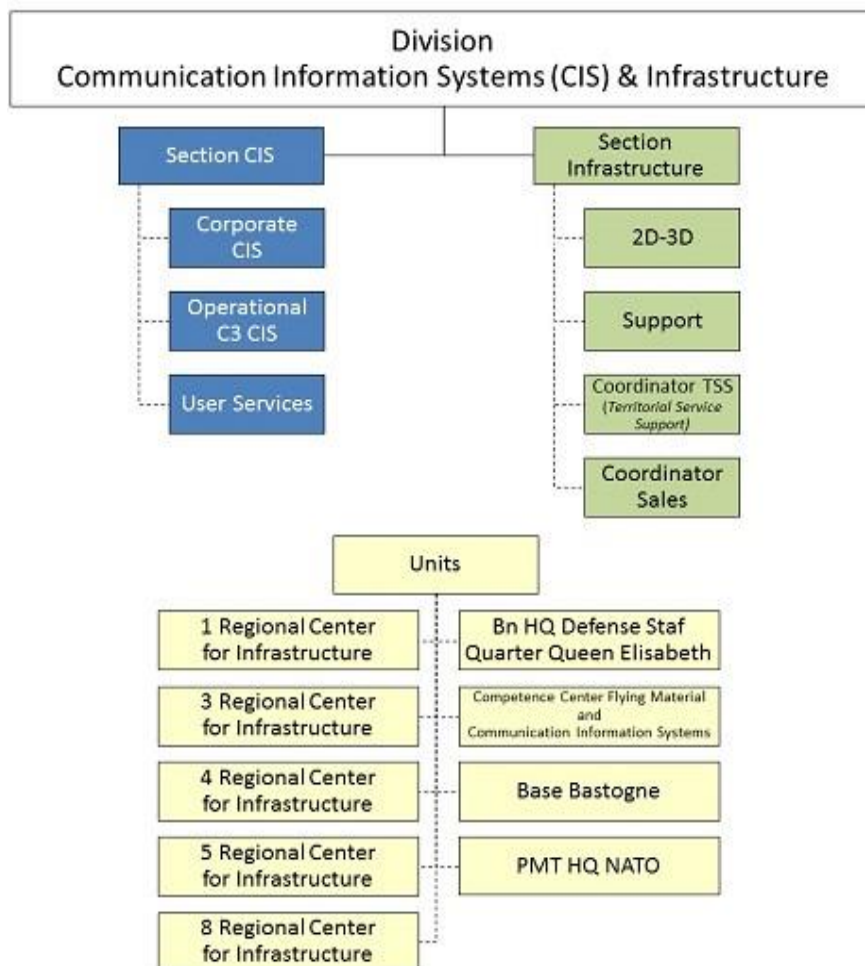 Division
Communication Information Systems (CIS) & Infrastructure
Section CIS
Corporate
CIS
Operational
C3 CIS
User Services
Section
Infrastructure
2D-3D
Support
Coordinator TSS
(Territorial Service
Support)
Coordinator
Sales
Units
1 Regional Center
for Infrastructure
3 Regional Center
for Infrastructure
4 Regional Center
for Infrastructure
5 Regional Center
for Infrastructure
8 Regional Center
for Infrastructure
Bn HQ Defense Staf
Quarter Queen Elisabeth
Competence Center Flying Material
and
Communication Information Systems
Base Bastogne
PMT HQ NATO